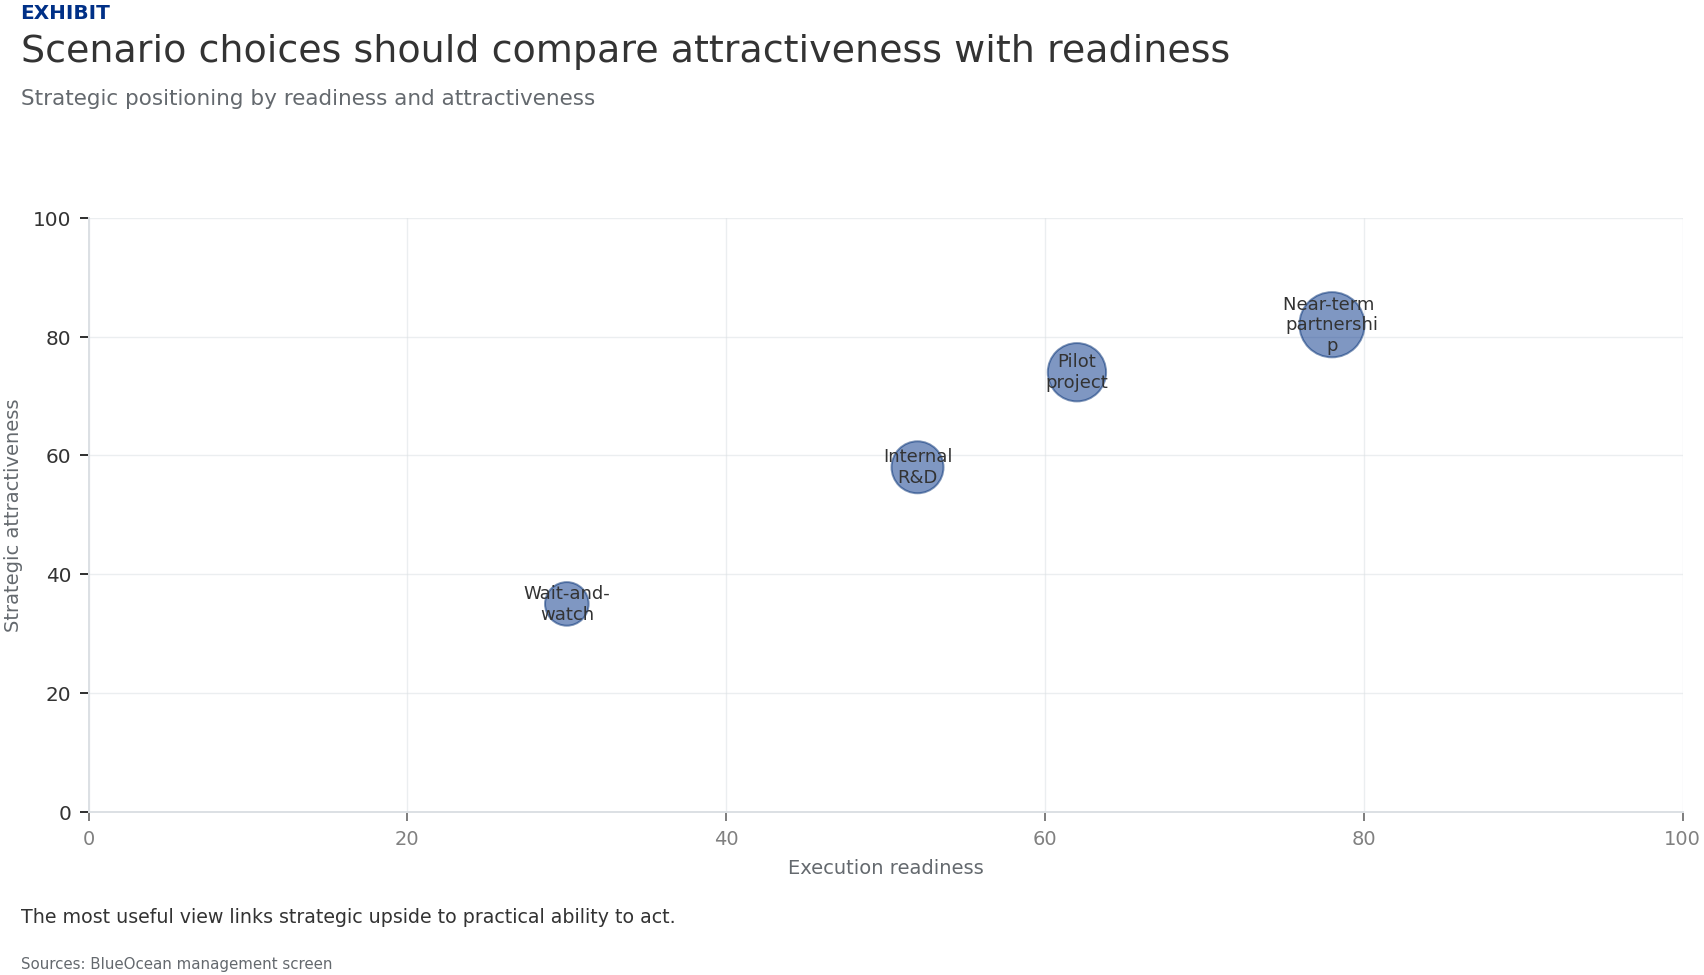 EXHIBIT
Scenario choices should compare attractiveness with readiness
Strategic positioning by readiness and attractiveness
100
80
60
40
20
0
Strategic attractiveness
Near-term
partnershi
p
Pilot
project
Internal
R&D
Wait-and-
watch
0
20
40
60
80
100
Execution readiness
The most useful view links strategic upside to practical ability to act.
Sources: BlueOcean management screen